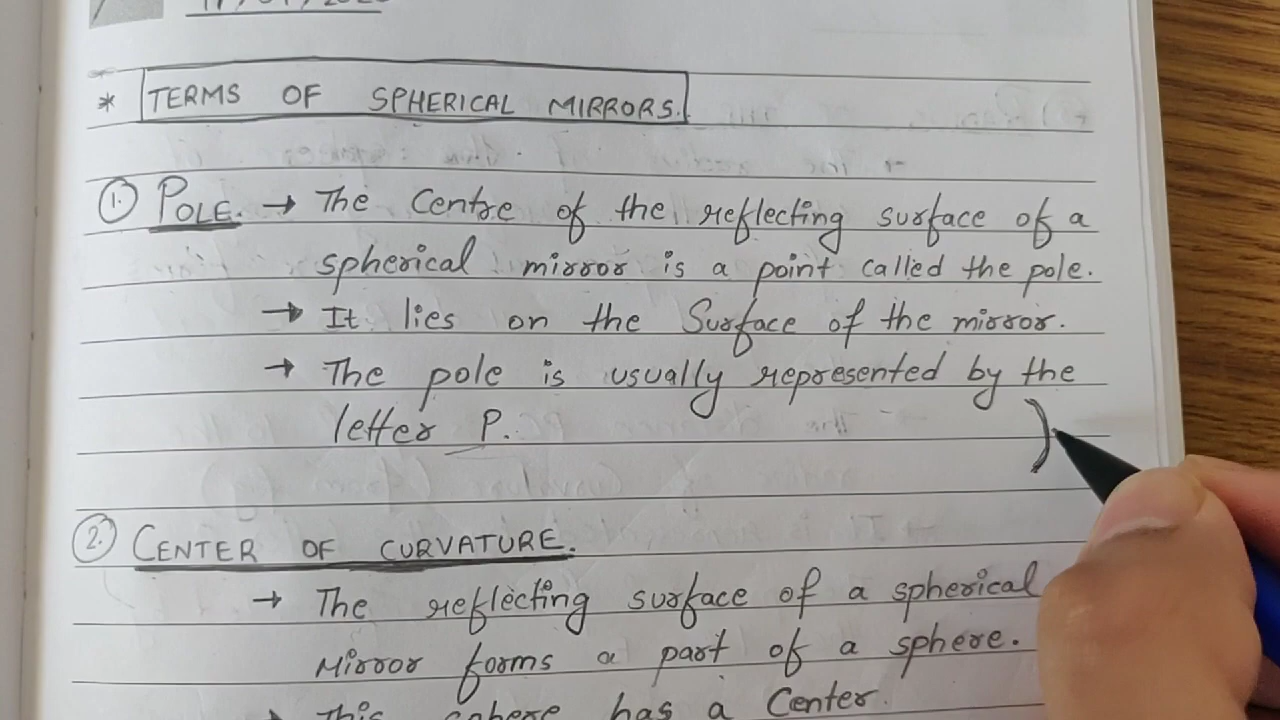 * TERMS OF SPHERICAL MIRRORS.
1. POLE. → The Centre of the reflecting surface of a
spherical mirror is a point called the pole.
→ It lies on the Surface of the mirror.
→ The pole is usually represented by the
letter P.
2. CENTER OF CURVATURE.
→ The reflecting surface of a spherical
Mirror forms a part of a sphere.
→ This sphere has a Center.